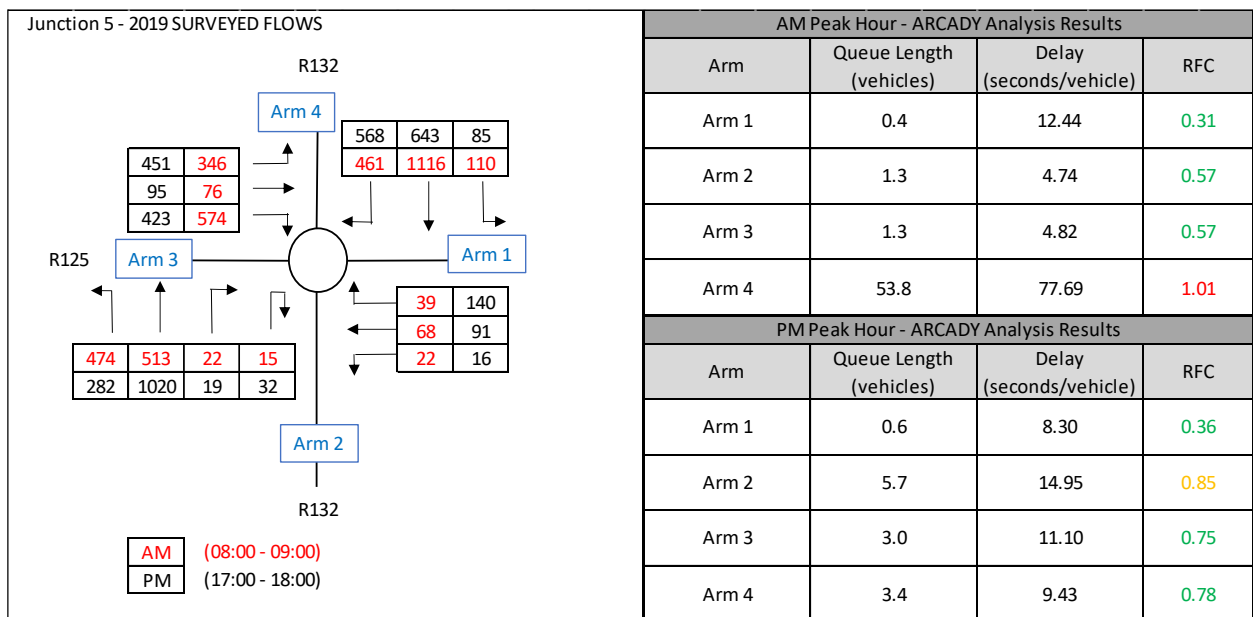 Junction 5 - 2019 SURVEYED FLOWS
R132
Arm 4
568 643 85
461 1116 110
451 346
95 76
423 574
R125
Arm 3
Arm 1
39 140
68 91
22 16
474 513 22 15
282 1020 19 32
Arm 2
R132
AM (08:00 - 09:00)
PM (17:00 - 18:00)
AM Peak Hour - ARCADY Analysis Results
Arm Queue Length (vehicles) Delay (seconds/vehicle) RFC
Arm 1 0.4 12.44 0.31
Arm 2 1.3 4.74 0.57
Arm 3 1.3 4.82 0.57
Arm 4 53.8 77.69 1.01
PM Peak Hour - ARCADY Analysis Results
Arm Queue Length (vehicles) Delay (seconds/vehicle) RFC
Arm 1 0.6 8.30 0.36
Arm 2 5.7 14.95 0.85
Arm 3 3.0 11.10 0.75
Arm 4 3.4 9.43 0.78